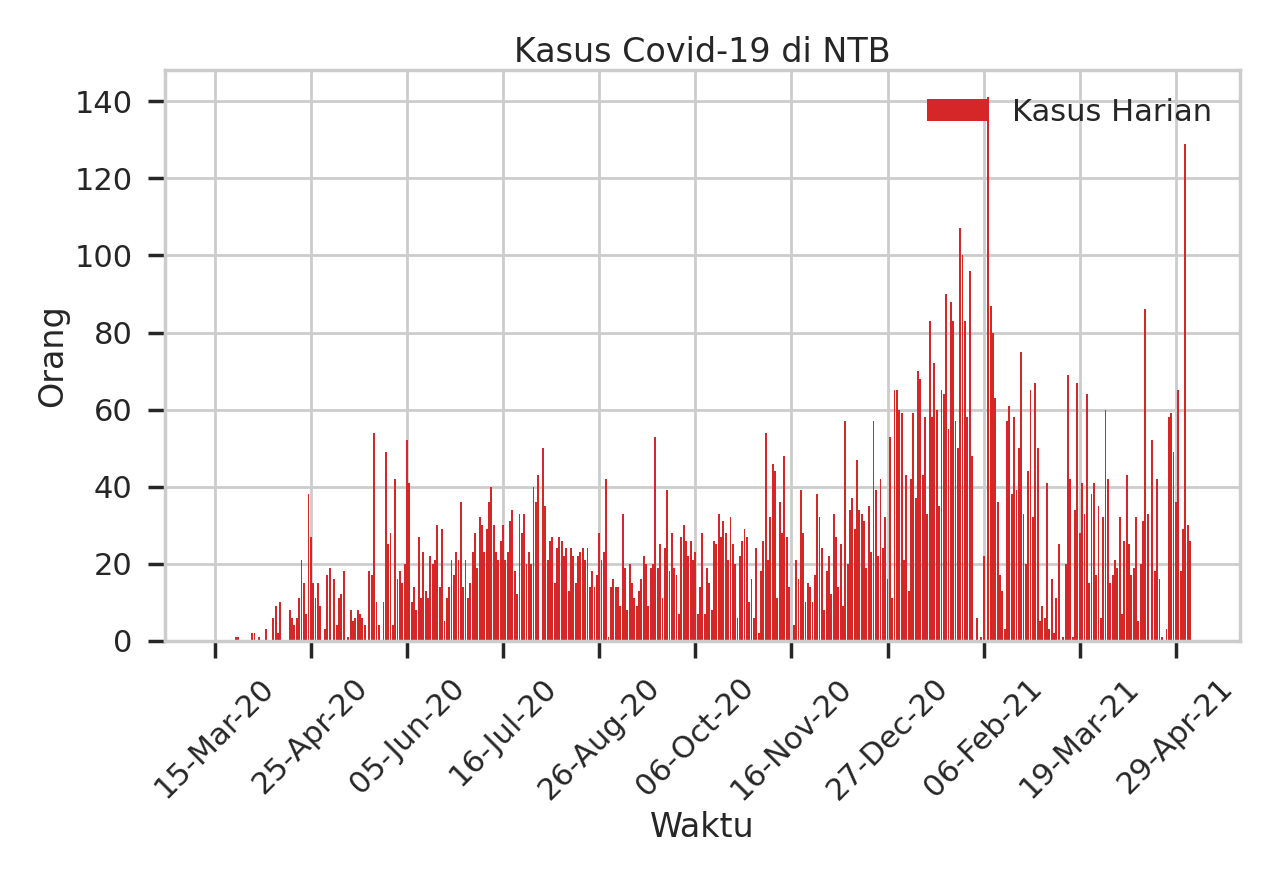 Kasus Covid-19 di NTB
Kasus Harian
Orang
140
120
100
80
60
40
20
0
15-Mar-20
25-Apr-20
05-Jun-20
16-Jul-20
26-Aug-20
06-Oct-20
16-Nov-20
27-Dec-20
06-Feb-21
19-Mar-21
29-Apr-21
Waktu